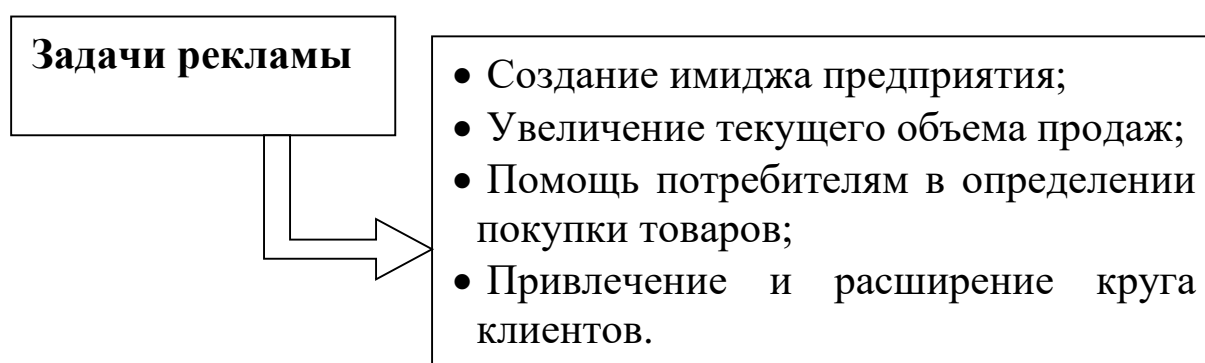 Задачи рекламы
• Создание имиджа предприятия;
• Увеличение текущего объема продаж;
• Помощь потребителям в определении
покупки товаров;
• Привлечение и расширение круга
клиентов.